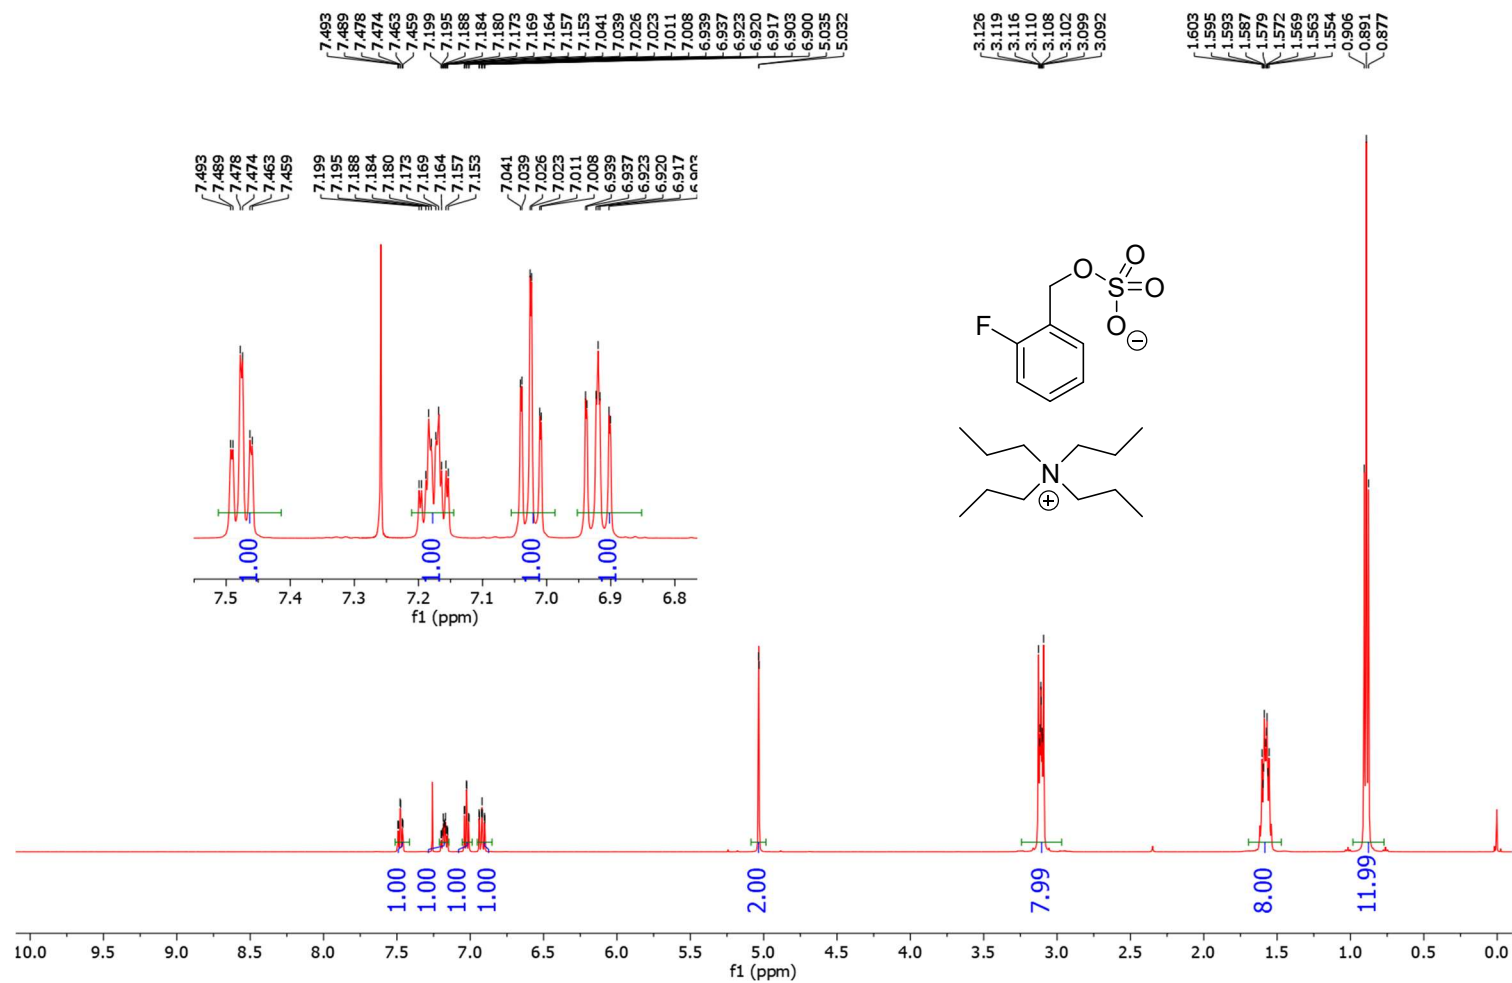 7.493 7.489 7.478 7.474 7.463 7.459 7.199 7.195 7.188 7.184 7.180 7.173 7.169 7.164 7.157 7.153 7.041 7.039 7.026 7.023 7.011 7.008 6.939 6.937 6.923 6.920 6.917 6.903 6.900 5.035 5.032 3.126 3.119 3.116 3.110 3.108 3.102 3.099 3.092 1.603 1.595 1.593 1.587 1.579 1.572 1.569 1.563 1.554 0.906 0.891 0.877
7.493 7.489 7.478 7.474 7.463 7.459 7.199 7.195 7.188 7.184 7.180 7.173 7.169 7.164 7.157 7.153 7.041 7.039 7.026 7.023 7.011 7.008 6.939 6.937 6.923 6.920 6.917 6.903
O O
S O
F O
−
N
+
1.00 1.00 1.00 1.00
7.5 7.4 7.3 7.2 7.1 7.0 6.9 6.8
f1 (ppm)
1.00 1.00 1.00 1.00 2.00 7.99 8.00 11.99
10.0 9.5 9.0 8.5 8.0 7.5 7.0 6.5 6.0 5.5 5.0 4.5 4.0 3.5 3.0 2.5 2.0 1.5 1.0 0.5 0.0
f1 (ppm)